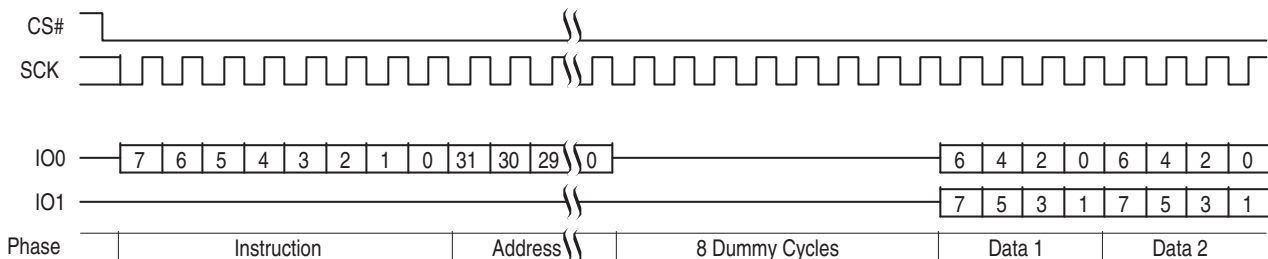 CS#
SCK
IO0 7 6 5 4 3 2 1 0 31 30 29 0 6 4 2 0 6 4 2 0
IO1 7 5 3 1 7 5 3 1
Phase Instruction Address 8 Dummy Cycles Data 1 Data 2